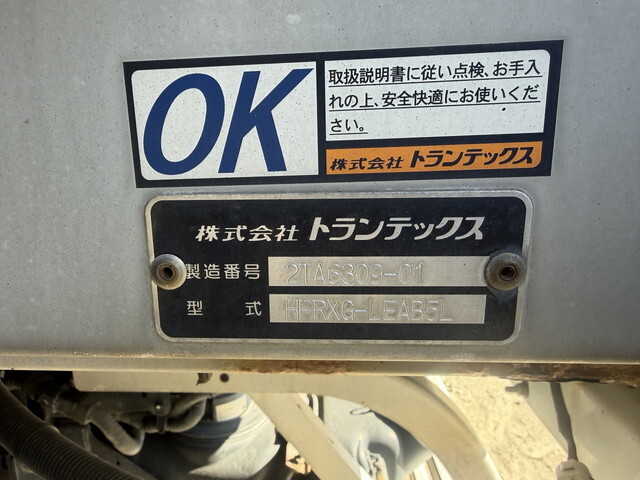 OK
取扱説明書に従い点検、お手入
れの上、安全快適にお使いくだ
さい。
株式会社 トランテックス
株式会社 トランテックス
製造番号 2TA6309-01
型 式 HFRXG-LEAB5L